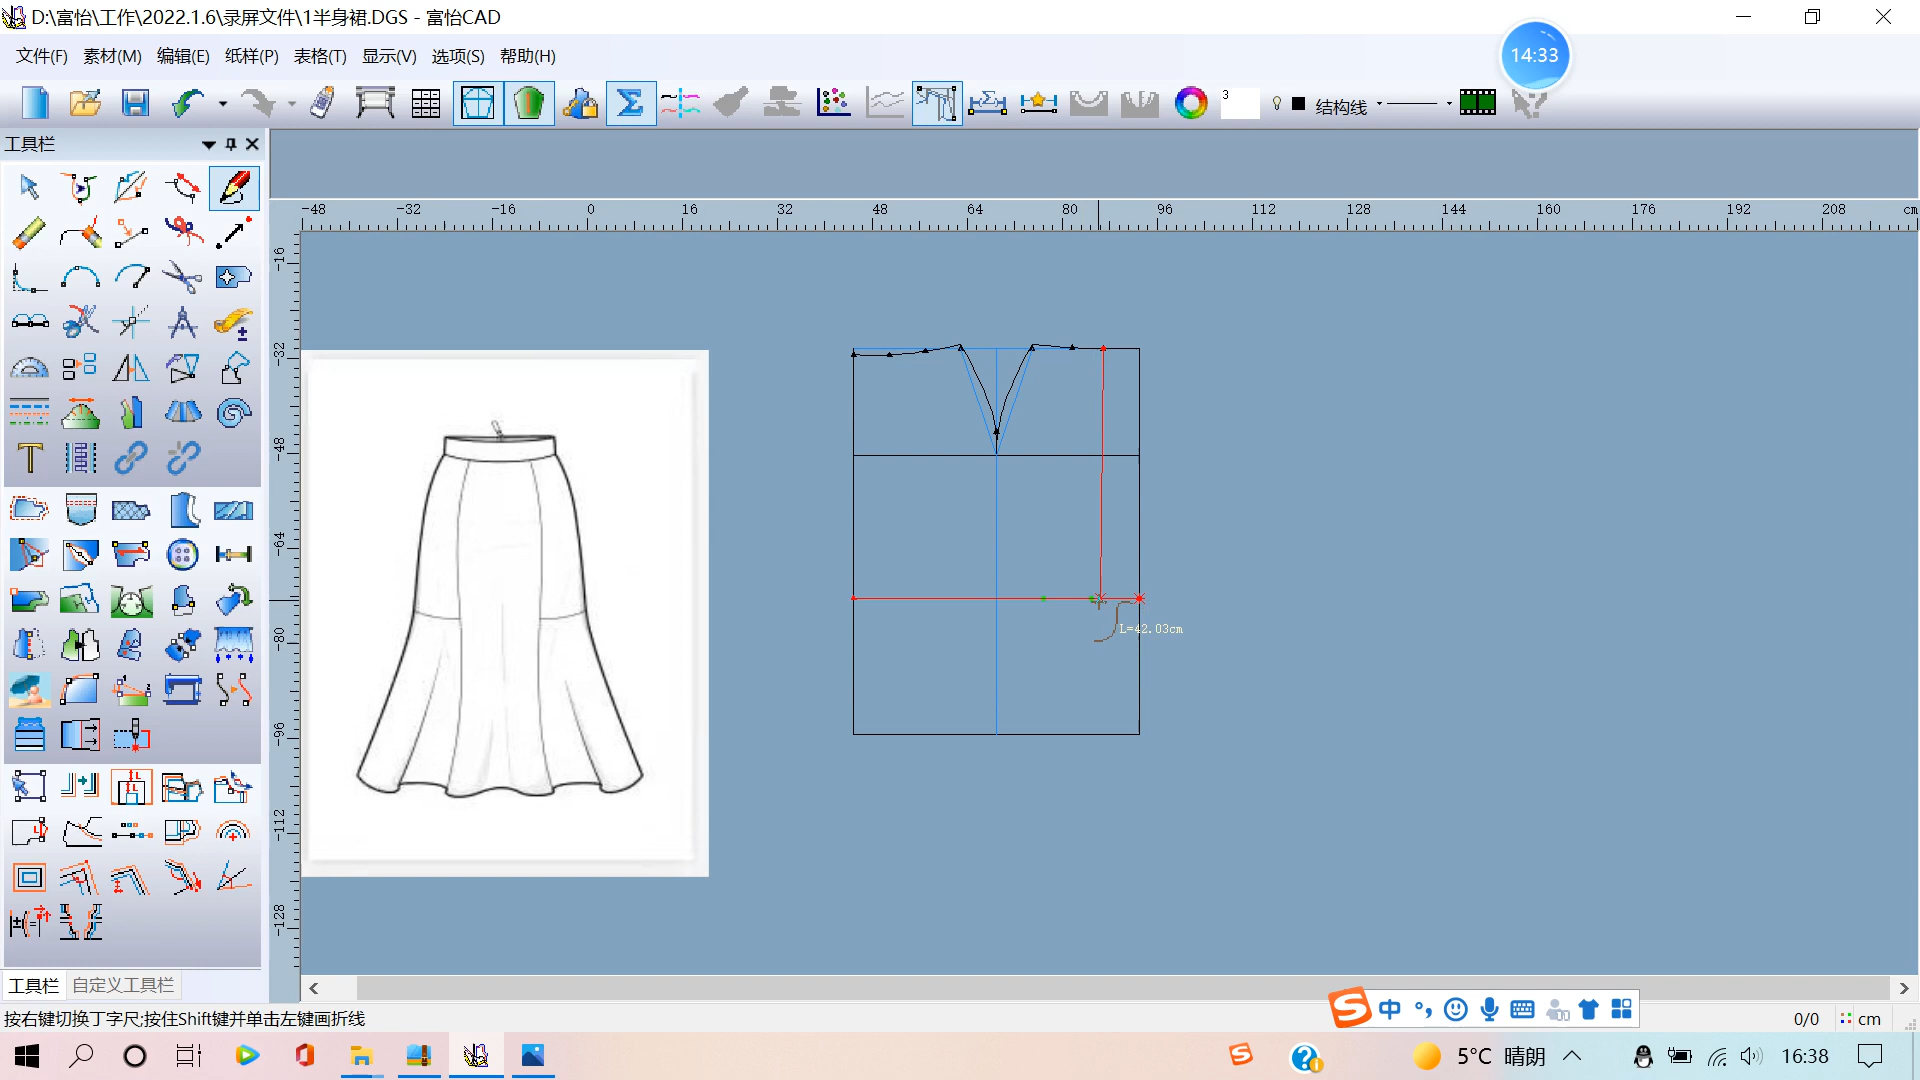 D:\富怡\工作\2022.1.6\录屏文件\1半身裙.DGS - 富怡CAD
文件(F) 素材(M) 编辑(E) 纸样(P) 表格(T) 显示(V) 选项(S) 帮助(H)
14:33
3
结构线
工具栏
-48 -32 -16 0 16 32 48 64 80 96 112 128 144 160 176 192 208 cm
-16
-32
-48
-64
-80
-96
-112
-128
L=42.03cm
工具栏 自定义工具栏
按右键切换丁字尺;按住Shift键并单击左键画折线
中
0/0 cm
5°C 晴朗
16:38